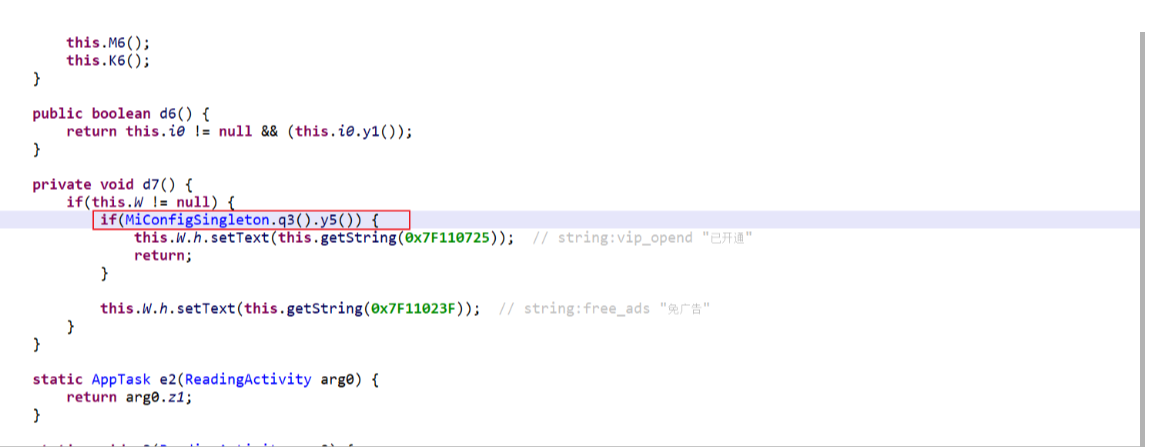 this.M6();
this.K6();
}
public boolean d6() {
return this.i0 != null && (this.i0.y1());
}
private void d7() {
if(this.W != null) {
if(MiConfigSingleton.q3().y5()) {
this.W.h.setText(this.getString(0x7F110725));  // string:vip_opend "已开通"
return;
}
this.W.h.setText(this.getString(0x7F11023F));  // string:free_ads "免广告"
}
}
static AppTask e2(ReadingActivity arg0) {
return arg0.z1;
}